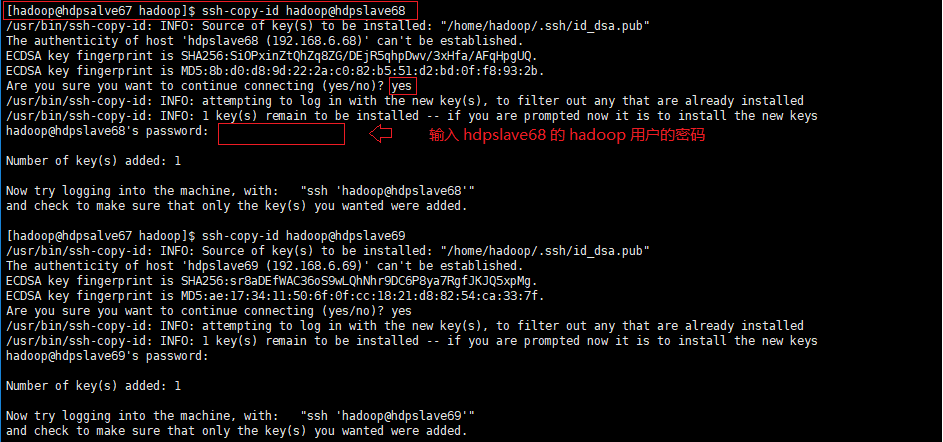 [hadoop@hdpsalve67 hadoop]$ ssh-copy-id hadoop@hdpslave68
/usr/bin/ssh-copy-id: INFO: Source of key(s) to be installed: "/home/hadoop/.ssh/id_dsa.pub"
The authenticity of host 'hdpslave68 (192.168.6.68)' can't be established.
ECDSA key fingerprint is SHA256:SiOPxinZtQhZq8ZG/DEjR5qhpDwv/3xHfa/AFqHpgUQ.
ECDSA key fingerprint is MD5:8b:d0:d8:9d:22:2a:c0:82:b5:51:d2:bd:0f:f8:93:2b.
Are you sure you want to continue connecting (yes/no)? yes
/usr/bin/ssh-copy-id: INFO: attempting to log in with the new key(s), to filter out any that are already installed
/usr/bin/ssh-copy-id: INFO: 1 key(s) remain to be installed -- if you are prompted now it is to install the new keys
hadoop@hdpslave68's password: 输入 hdpslave68 的 hadoop 用户的密码
Number of key(s) added: 1
Now try logging into the machine, with:   "ssh 'hadoop@hdpslave68'"
and check to make sure that only the key(s) you wanted were added.
[hadoop@hdpsalve67 hadoop]$ ssh-copy-id hadoop@hdpslave69
/usr/bin/ssh-copy-id: INFO: Source of key(s) to be installed: "/home/hadoop/.ssh/id_dsa.pub"
The authenticity of host 'hdpslave69 (192.168.6.69)' can't be established.
ECDSA key fingerprint is SHA256:sr8aDEfWAC36oS9wLQhNhr9DC6P8ya7RgfJKJQ5xpMg.
ECDSA key fingerprint is MD5:ae:17:34:11:50:6f:0f:cc:18:21:d8:82:54:ca:33:7f.
Are you sure you want to continue connecting (yes/no)? yes
/usr/bin/ssh-copy-id: INFO: attempting to log in with the new key(s), to filter out any that are already installed
/usr/bin/ssh-copy-id: INFO: 1 key(s) remain to be installed -- if you are prompted now it is to install the new keys
hadoop@hdpslave69's password:
Number of key(s) added: 1
Now try logging into the machine, with:   "ssh 'hadoop@hdpslave69'"
and check to make sure that only the key(s) you wanted were added.